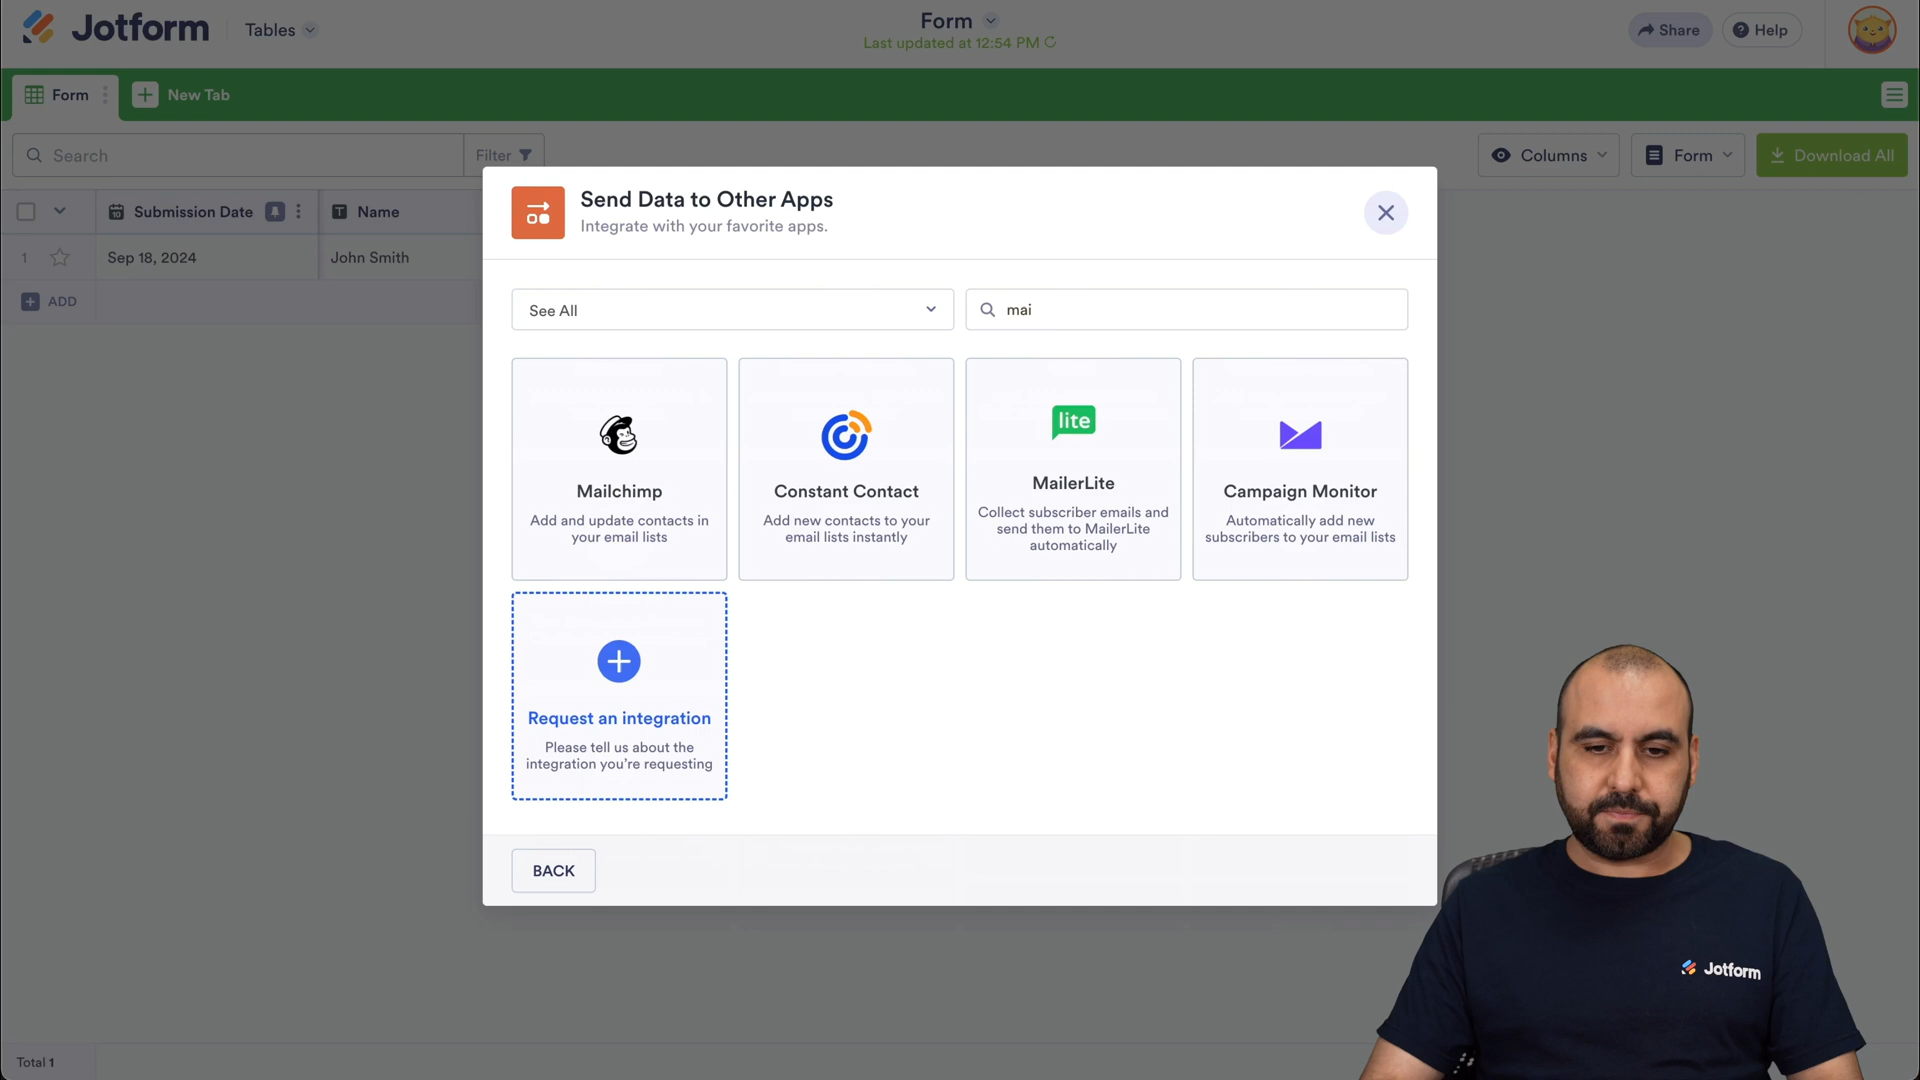 Jotform
Tables
Form
Last updated at 12:54 PM
Share
Help
Form
New Tab
Search
Filter
Columns
Form
Download All
Submission Date
Name
1
Sep 18, 2024
John Smith
ADD
Send Data to Other Apps
Integrate with your favorite apps.
See All
mai
Mailchimp
Add and update contacts in
your email lists
Constant Contact
Add new contacts to your
email lists instantly
lite
MailerLite
Collect subscriber emails and
send them to MailerLite
automatically
Campaign Monitor
Automatically add new
subscribers to your email lists
Request an integration
Please tell us about the
integration you're requesting
BACK
Jotform
Total 1